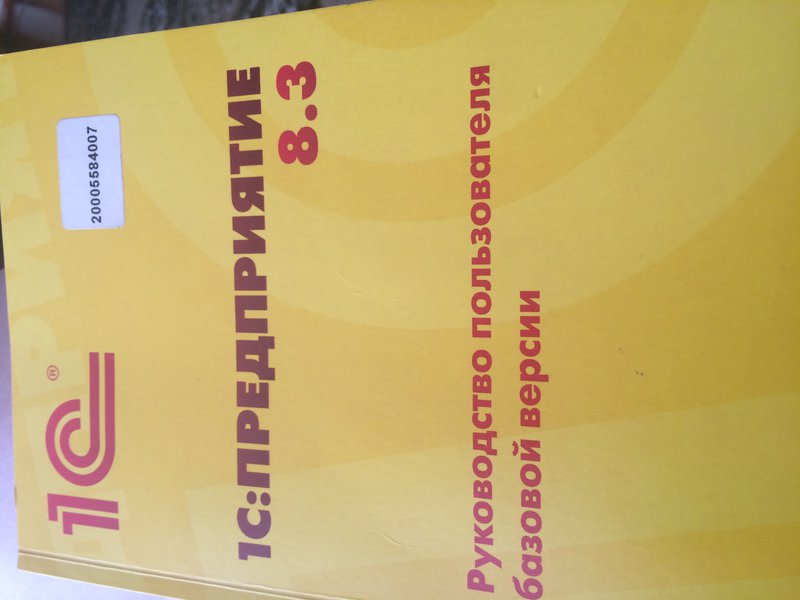 20005584007
1С®
1С:ПРЕДПРИЯТИЕ
8.3
Руководство пользователя
базовой версии